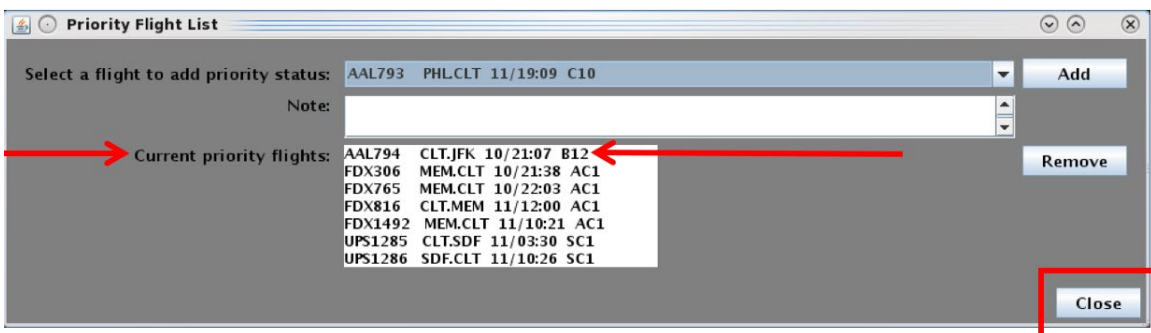 Priority Flight List
Select a flight to add priority status: AAL793 PHL.CLT 11/19:09 C10 Add
Note:
Current priority flights: AAL794 CLT.JFK 10/21:07 B12 Remove
FDX306 MEM.CLT 10/21:38 AC1
FDX765 MEM.CLT 10/22:03 AC1
FDX816 CLT.MEM 11/12:00 AC1
FDX1492 MEM.CLT 11/10:21 AC1
UPS1285 CLT.SDF 11/03:30 SC1
UPS1286 SDF.CLT 11/10:26 SC1
Close